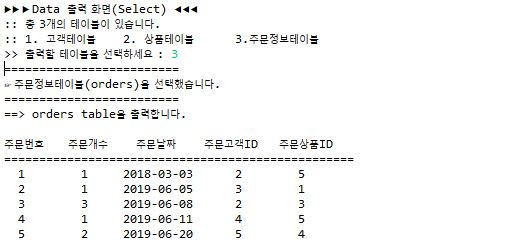 ►►►Data 출력 화면(Select) ◄◄◄
:: 총 3개의 테이블이 있습니다.
:: 1. 고객테이블 2. 상품테이블 3.주문정보테이블
>> 출력할 테이블을 선택하세요 : 3
=========================
☞주문정보테이블(orders)을 선택했습니다.
=========================
==> orders table을 출력합니다.
주문번호 주문개수 주문날짜 주문고객ID 주문상품ID
==================================================
1 1 2018-03-03 2 5
2 1 2019-06-05 3 1
3 3 2019-06-08 2 3
4 1 2019-06-11 4 5
5 2 2019-06-20 5 4